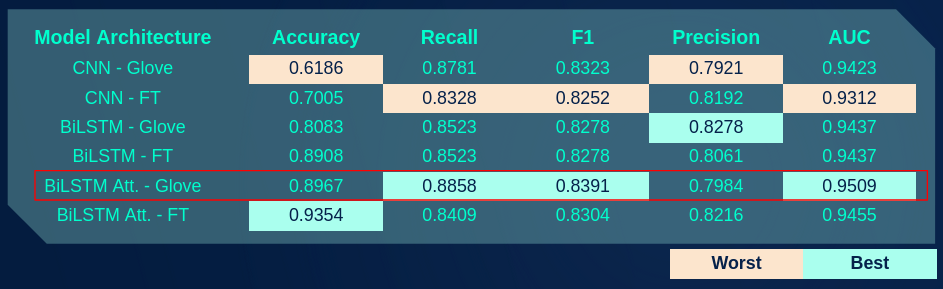 Model Architecture Accuracy Recall F1 Precision AUC
CNN - Glove 0.6186 0.8781 0.8323 0.7921 0.9423
CNN - FT 0.7005 0.8328 0.8252 0.8192 0.9312
BiLSTM - Glove 0.8083 0.8523 0.8278 0.8278 0.9437
BiLSTM - FT 0.8908 0.8523 0.8278 0.8061 0.9437
BiLSTM Att. - Glove 0.8967 0.8858 0.8391 0.7984 0.9509
BiLSTM Att. - FT 0.9354 0.8409 0.8304 0.8216 0.9455
Worst Best